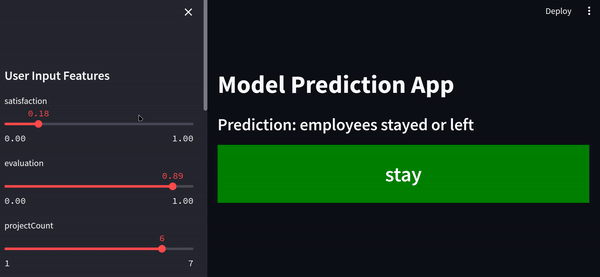 Deploy
User Input Features
satisfaction
0.18
0.00 1.00
evaluation
0.89
0.00 1.00
projectCount
6
1 7
Model Prediction App
Prediction: employees stayed or left
stay